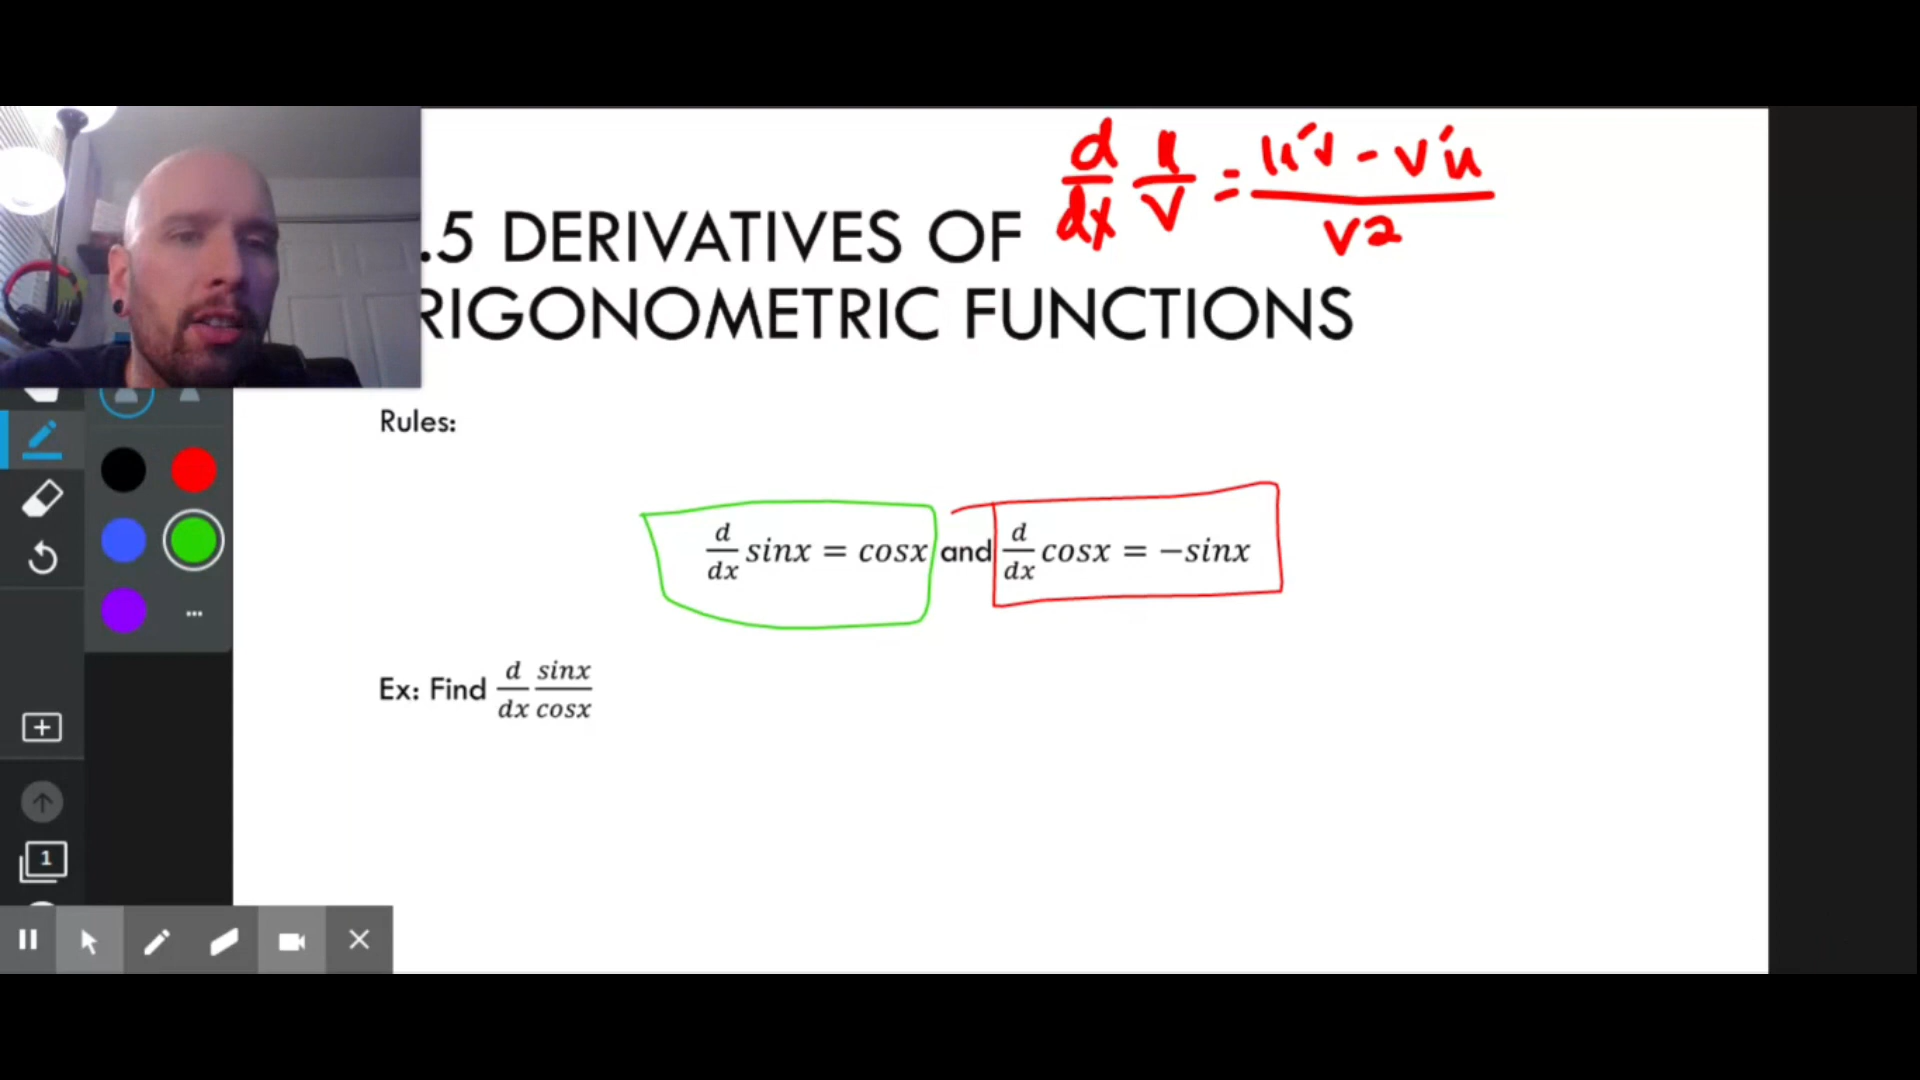 d/dx u/v = u'v - v'u / v2
.5 DERIVATIVES OF
RIGONOMETRIC FUNCTIONS
Rules:
d/dx sinx = cosx and d/dx cosx = −sinx
Ex: Find d/dx sinx/cosx
1